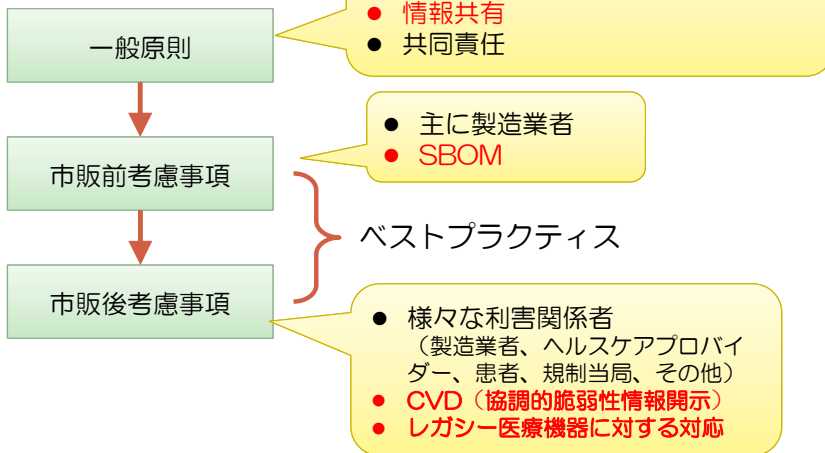 ● 情報共有
一般原則
● 共同責任
● 主に製造業者
市販前考慮事項
● SBOM
ベストプラクティス
市販後考慮事項
● 様々な利害関係者
（製造業者、ヘルスケアプロバイ
ダー、患者、規制当局、その他）
● CVD（協調的脆弱性情報開示）
● レガシー医療機器に対する対応